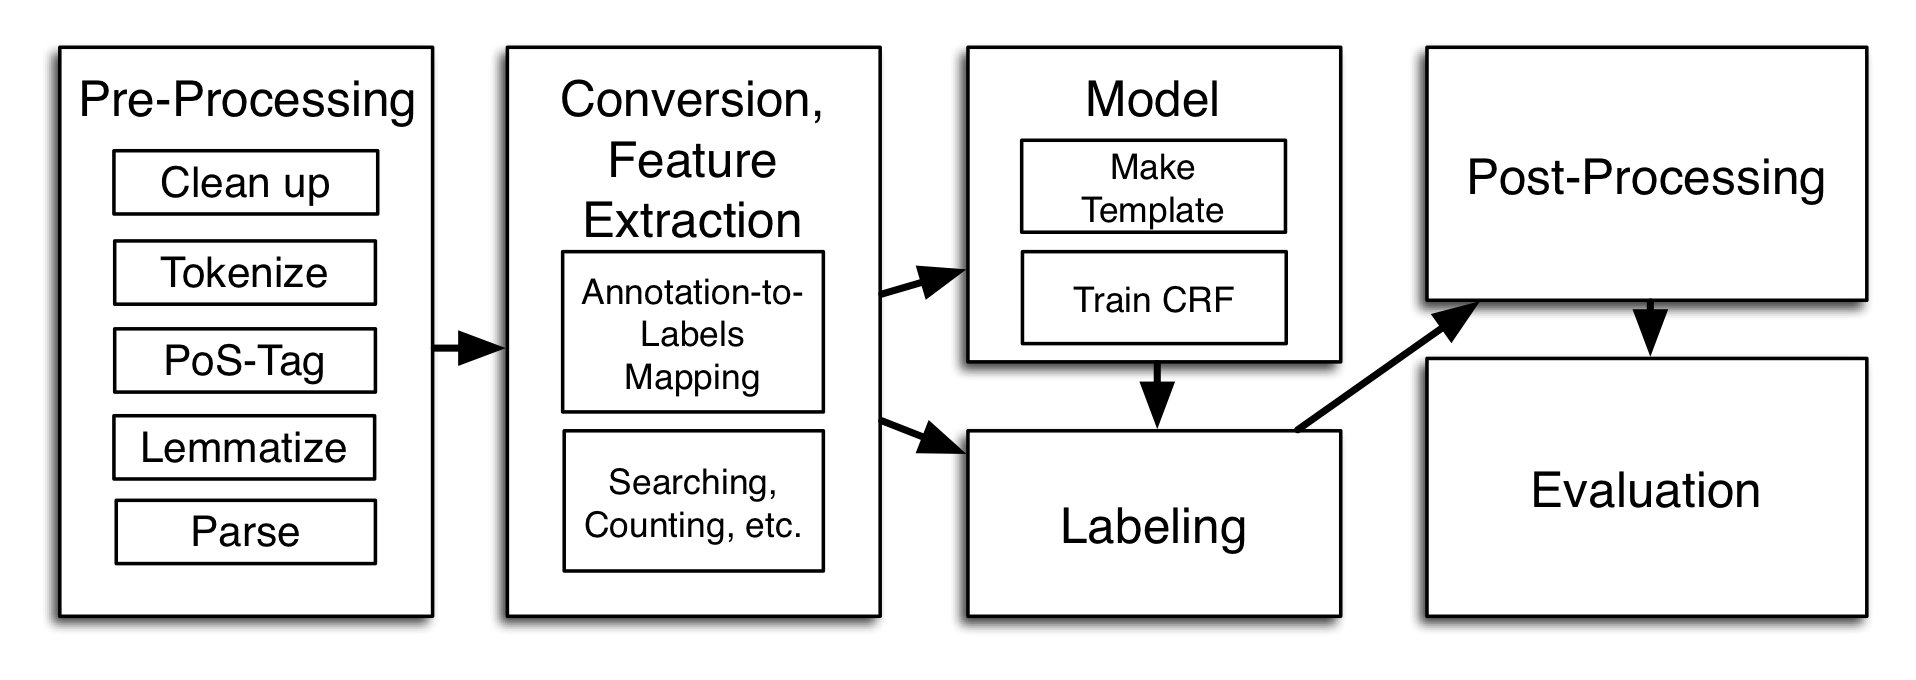 Pre-Processing
Clean up
Tokenize
PoS-Tag
Lemmatize
Parse
Conversion,
Feature
Extraction
Annotation-to-
Labels
Mapping
Searching,
Counting, etc.
Model
Make
Template
Train CRF
Labeling
Post-Processing
Evaluation